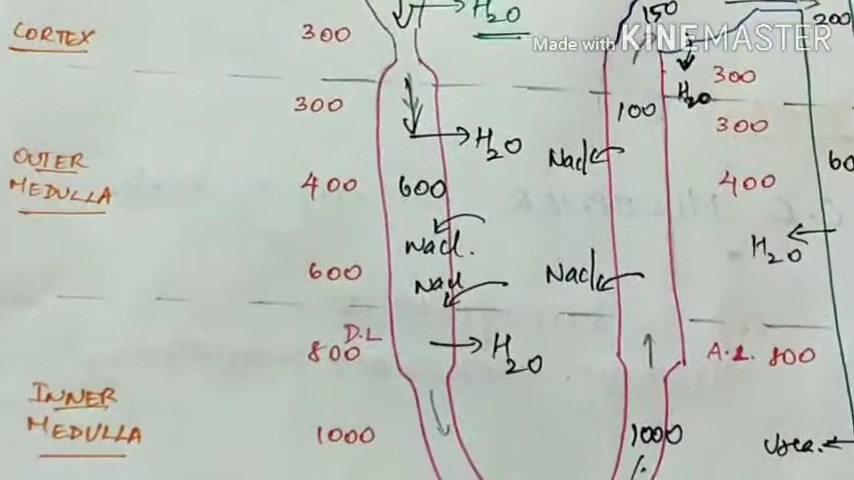 H2O
150
200
CORTEX
300
Made with KINEMASTER
300
H2O
300
100
300
H2O
Nacl
OUTER
MEDULLA
400
600
400
60
Nacl.
H2O
600
Nacl
Nacl
D.L
800
H2O
A.L. 800
INNER
MEDULLA
1000
1000
Urea.